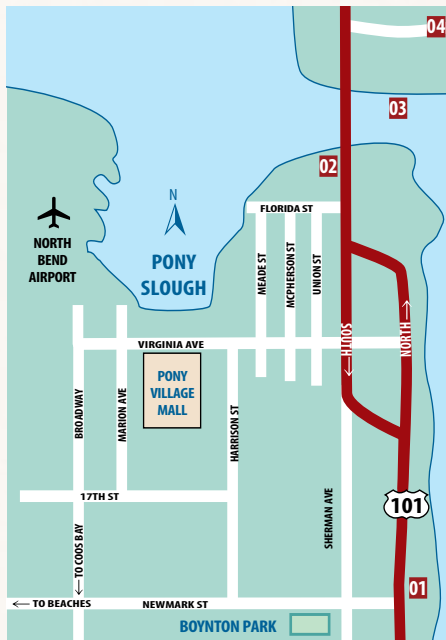 04
03
02
N
FLORIDA ST
NORTH
BEND
AIRPORT
PONY
SLOUGH
MEADE ST
MCPHERSON ST
UNION ST
SOUTH
NORTH
VIRGINIA AVE
PONY
VILLAGE
MALL
BROADWAY
MARION AVE
HARRISON ST
17TH ST
SHERMAN AVE
101
TO COOS BAY
01
TO BEACHES
NEWMARK ST
BOYNTON PARK